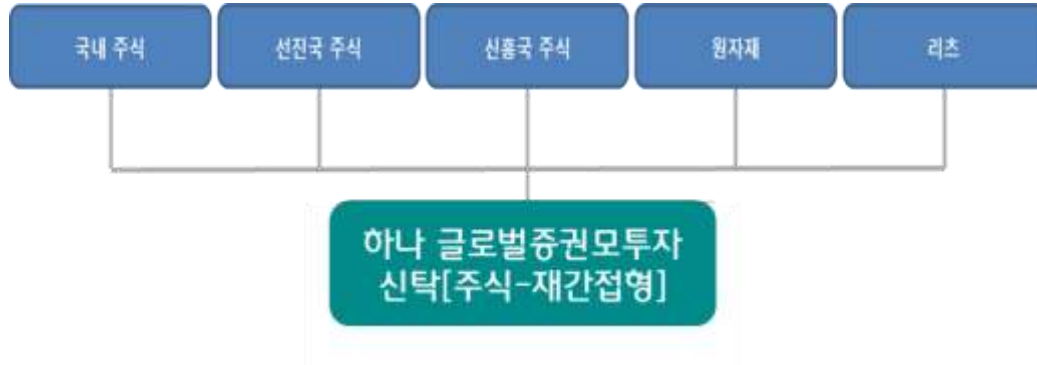 국내 주식
선진국 주식
신흥국 주식
원자재
리츠
하나 글로벌증권모투자
신탁[주식-재간접형]